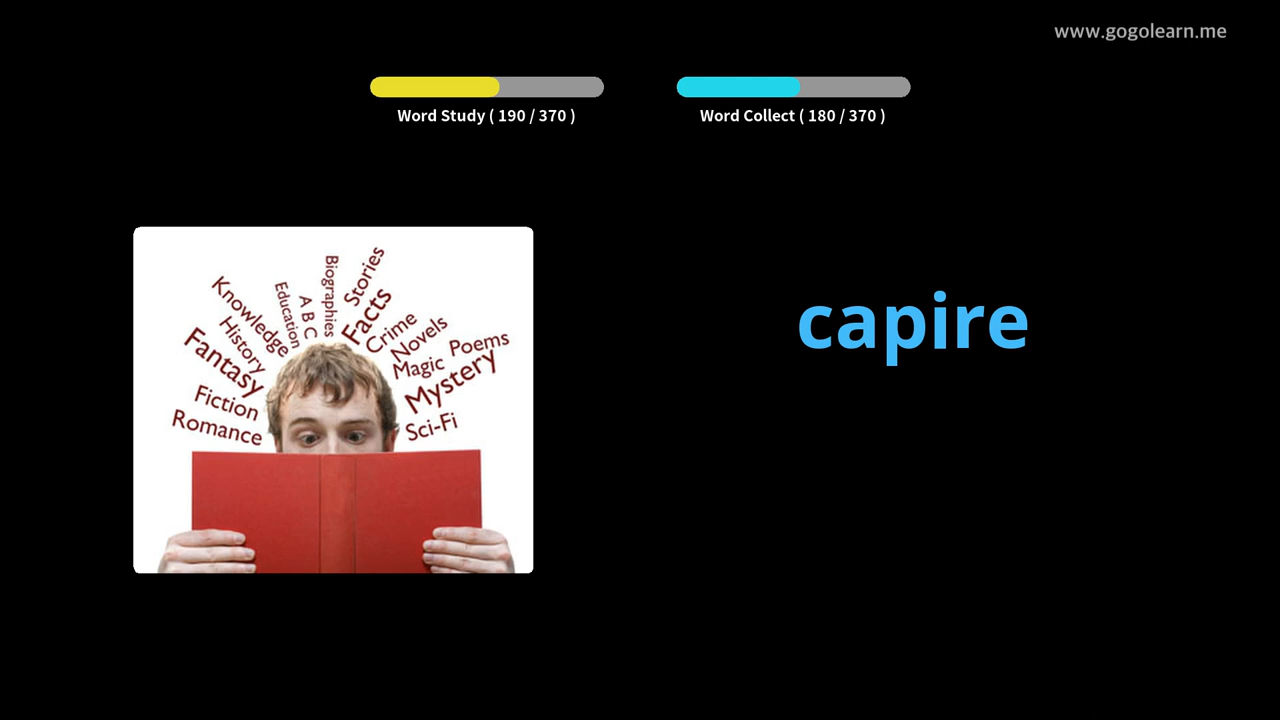 www.gogolearn.me
Word Study ( 190 / 370 )
Word Collect ( 180 / 370 )
capire
Romance
Fiction
Fantasy
History
Knowledge
Education
A B C
Biographies
Stories
Facts
Crime
Novels
Magic
Poems
Mystery
Sci-Fi